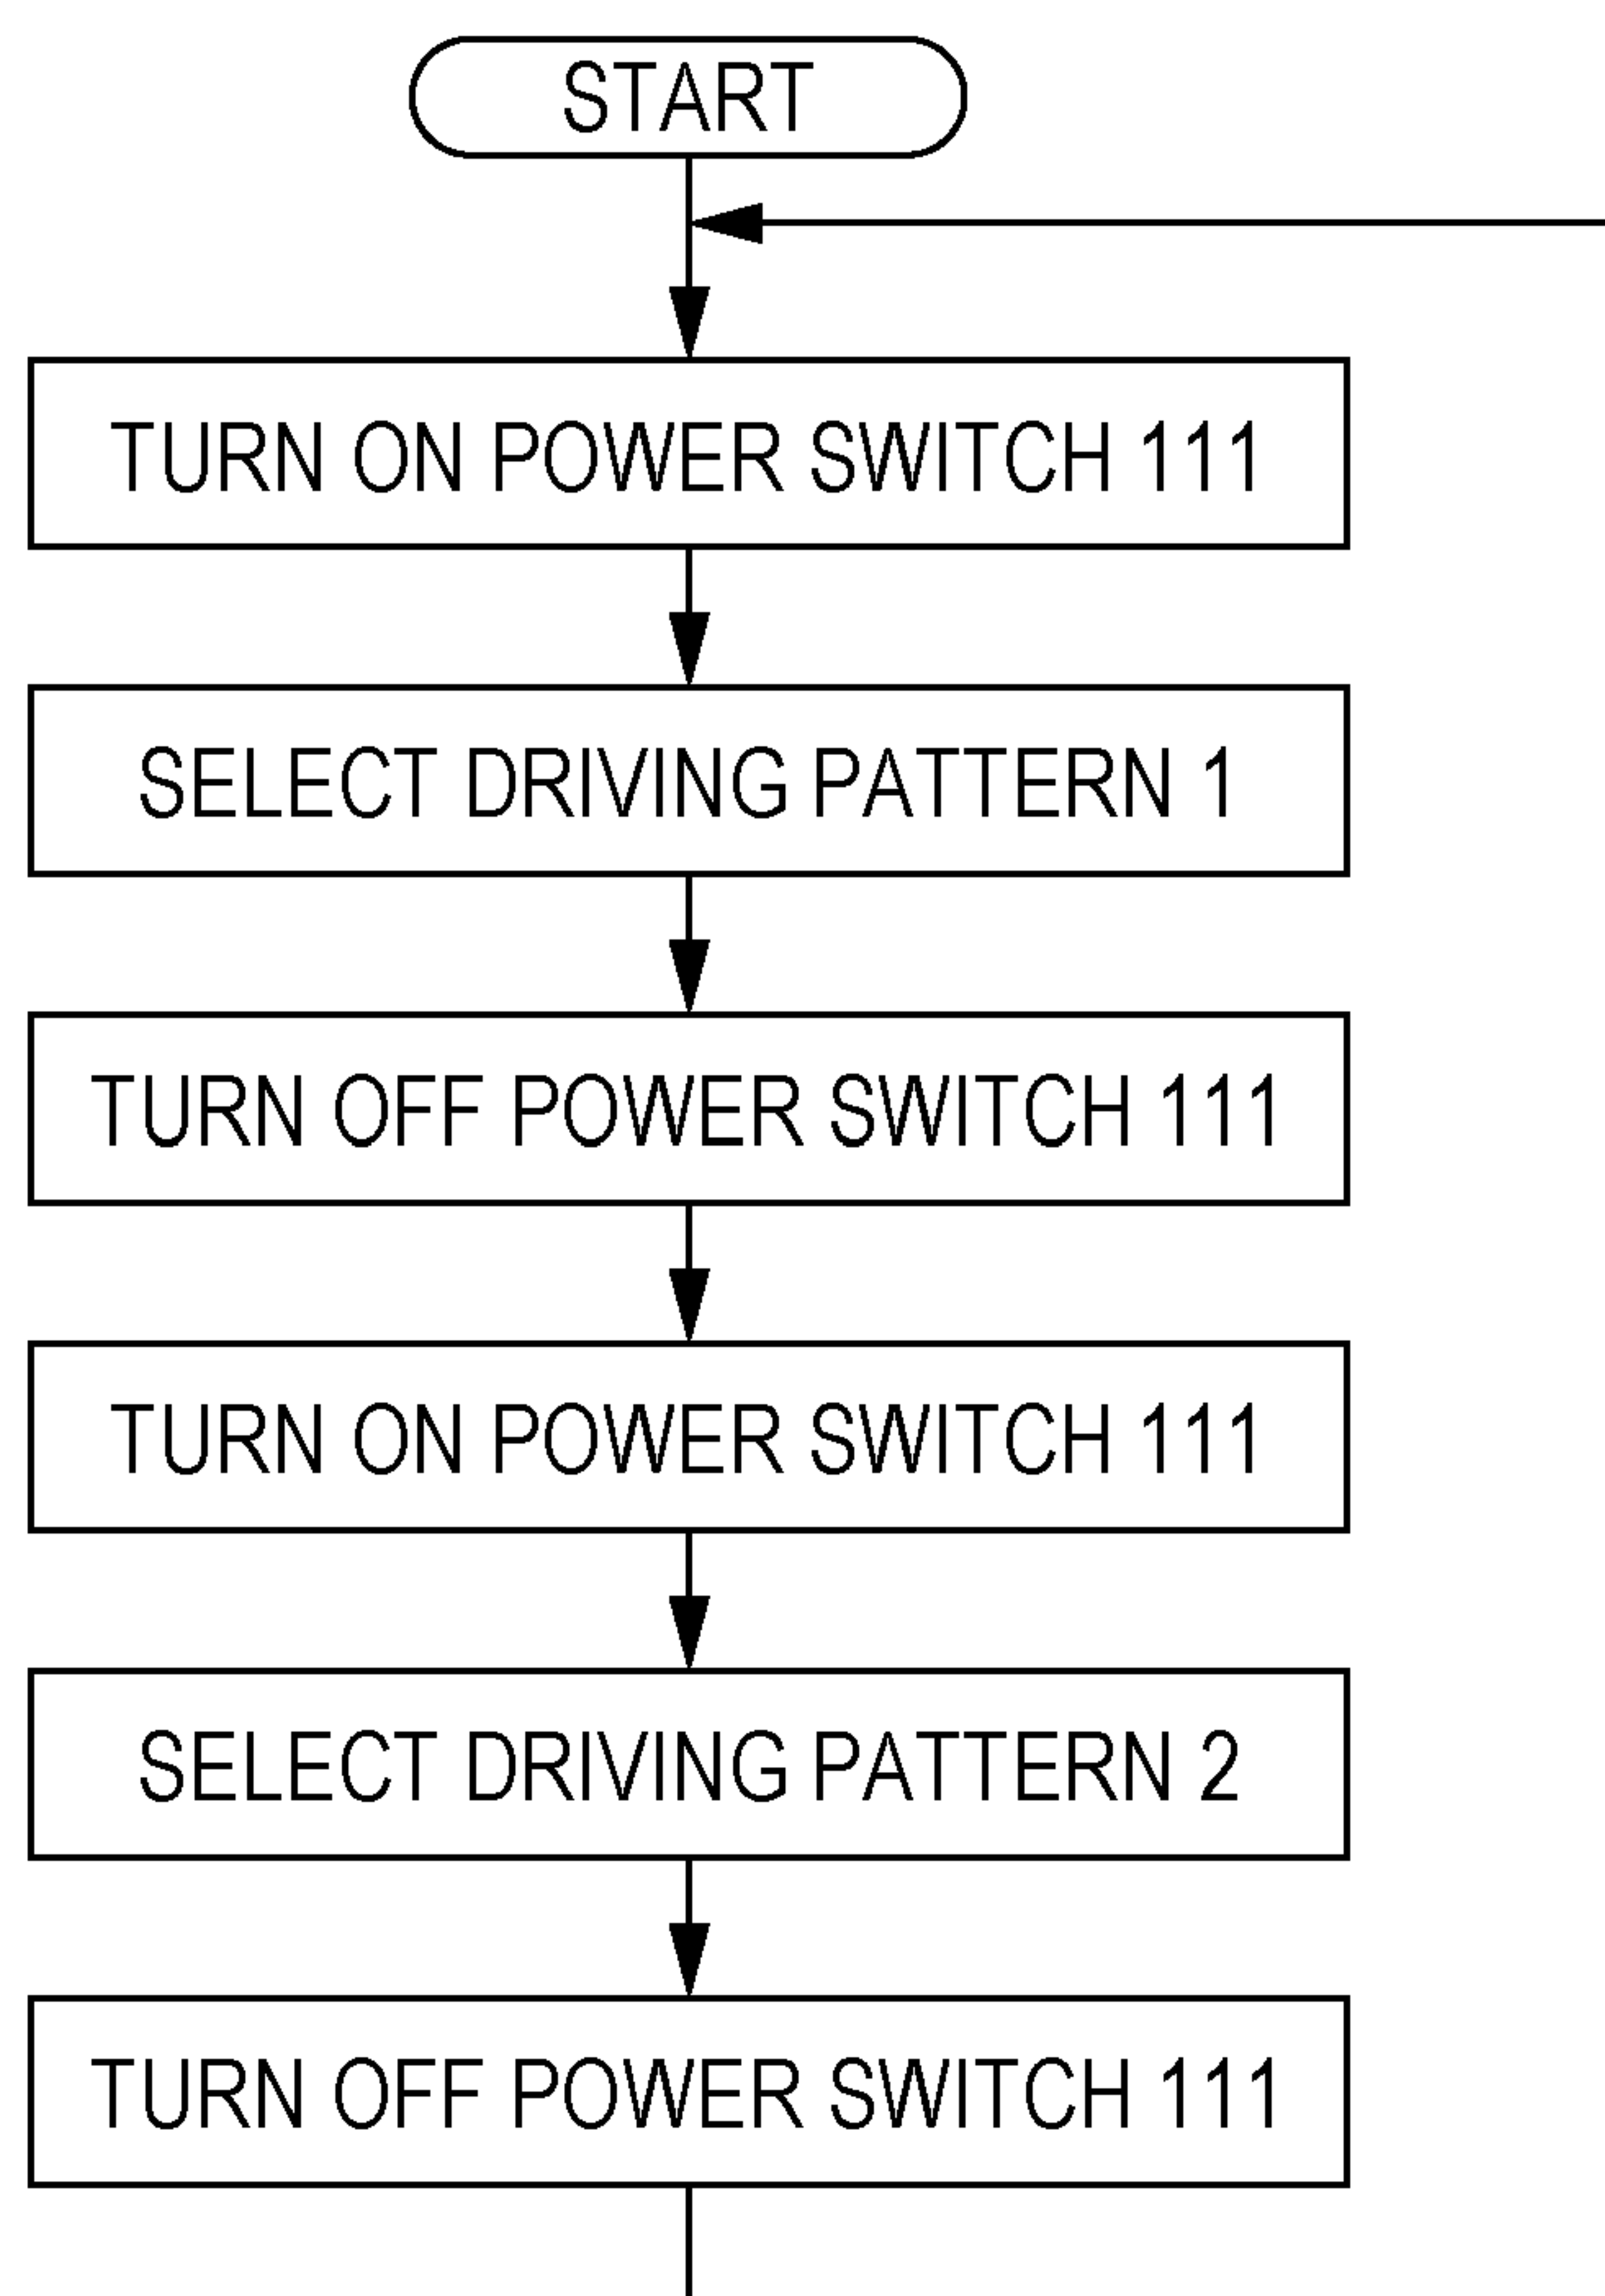 START
TURN ON POWER SWITCH 111
SELECT DRIVING PATTERN 1
TURN OFF POWER SWITCH 111
TURN ON POWER SWITCH 111
SELECT DRIVING PATTERN 2
TURN OFF POWER SWITCH 111